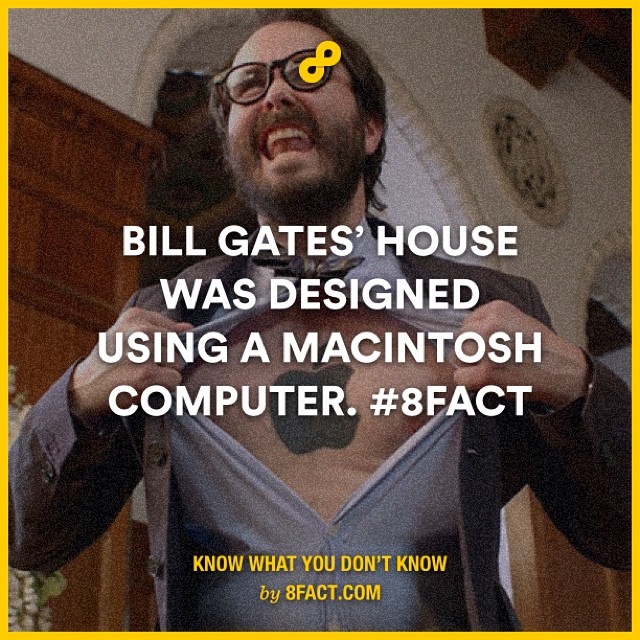 BILL GATES’ HOUSE
WAS DESIGNED
USING A MACINTOSH
COMPUTER. #8FACT
KNOW WHAT YOU DON’T KNOW
by 8FACT.COM